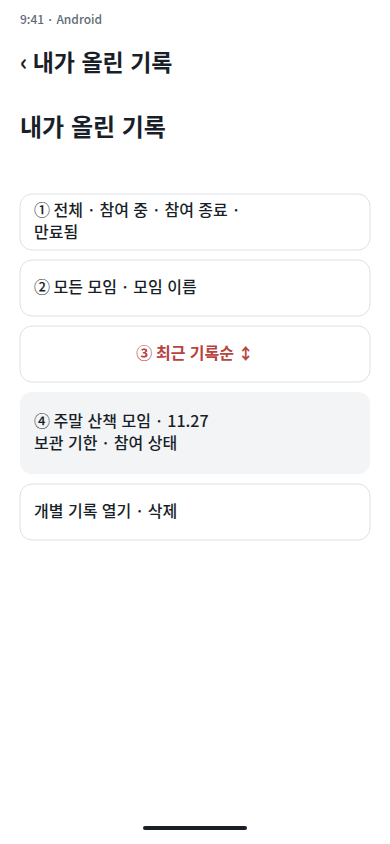 9:41 · Android
‹ 내가 올린 기록
내가 올린 기록
① 전체 · 참여 중 · 참여 종료 ·
만료됨
② 모든 모임 · 모임 이름
③ 최근 기록순 ↕
④ 주말 산책 모임 · 11.27
보관 기한 · 참여 상태
개별 기록 열기 · 삭제